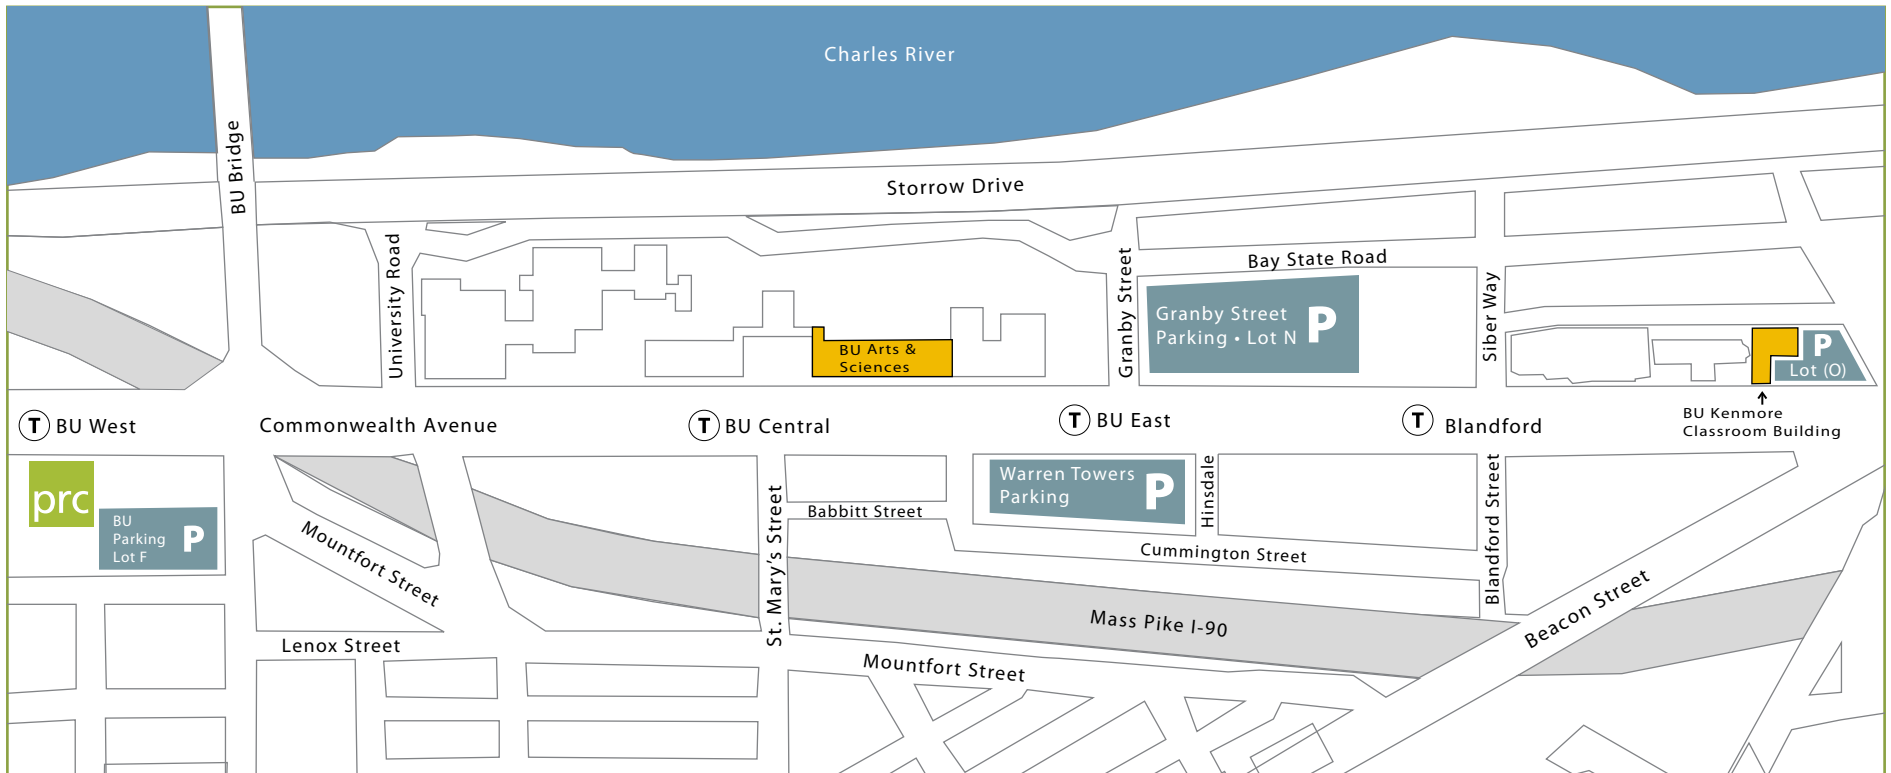 Charles River
BU Bridge
Storrow Drive
University Road
Granby Street
Bay State Road
Siber Way
Granby Street
Parking • Lot N
P
BU Arts &
Sciences
P
Lot (O)
BU Kenmore
Classroom Building
T BU West
Commonwealth Avenue
T BU Central
T BU East
T Blandford
prc
BU
Parking
Lot F
P
Mountfort Street
Lenox Street
St. Mary's Street
Babbitt Street
Warren Towers
Parking
P
Hinsdale
Cummington Street
Blandford Street
Beacon Street
Mass Pike I-90
Mountfort Street